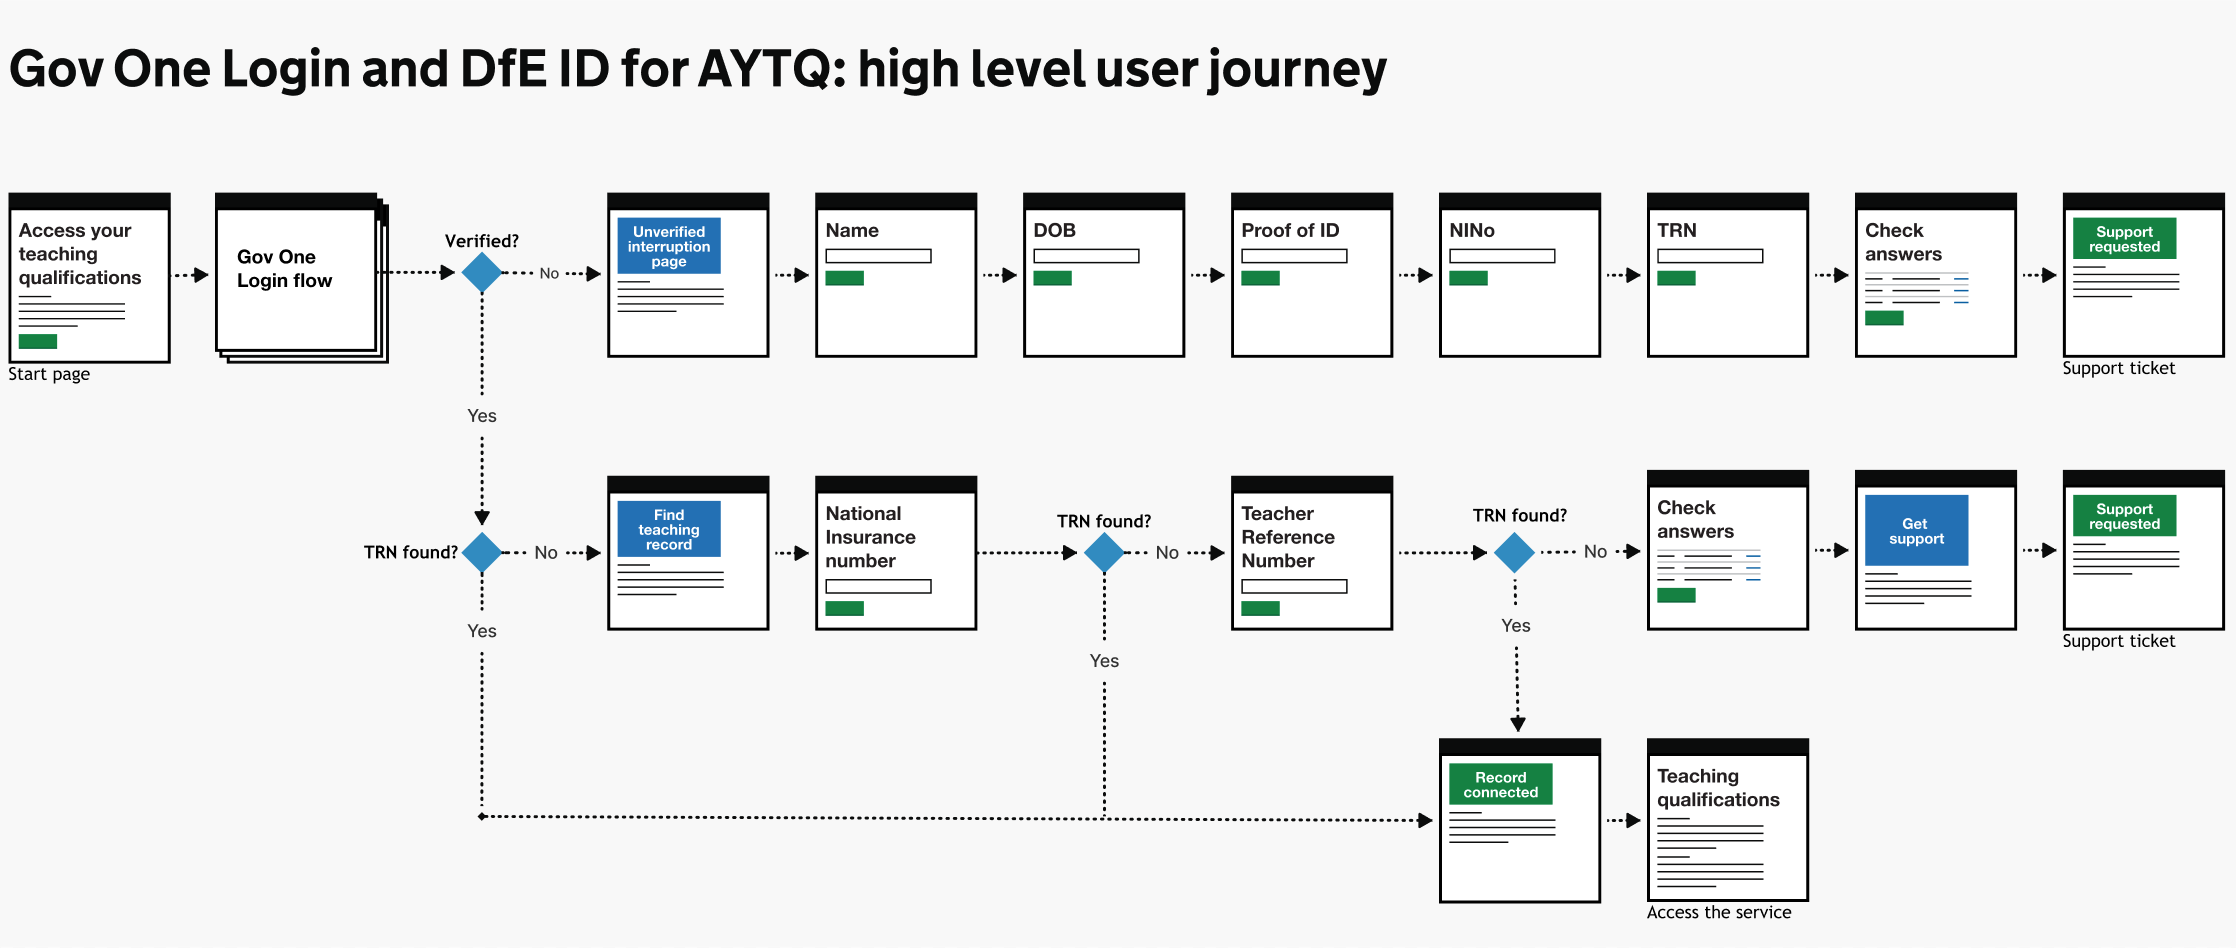 Gov One Login and DfE ID for AYTQ: high level user journey
Access your
teaching
qualifications
Start page
Gov One
Login flow
Verified?
No
Unverified
interruption
page
Name
DOB
Proof of ID
NINo
TRN
Check
answers
Support
requested
Support ticket
Yes
TRN found?
No
Find
teaching
record
National
Insurance
number
TRN found?
No
Teacher
Reference
Number
TRN found?
No
Check
answers
Get
support
Support
requested
Support ticket
Yes
Yes
Yes
Record
connected
Teaching
qualifications
Access the service